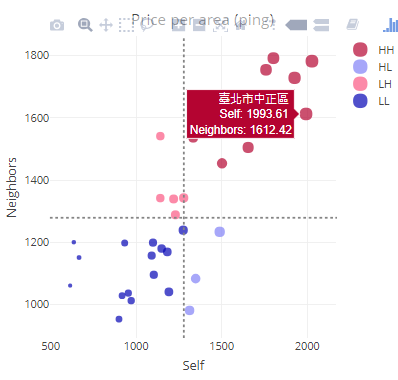 Price per area (ping)
HH
HL
LH
LL
1800
1600
1400
1200
1000
Neighbors
臺北市中正區
Self: 1993.61
Neighbors: 1612.42
500
1000
1500
2000
Self